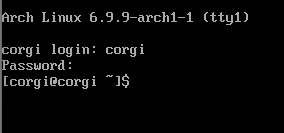 Arch Linux 6.9.9-arch1-1 (tty1)
corgi login: corgi
Password:
[corgi@corgi ~]$